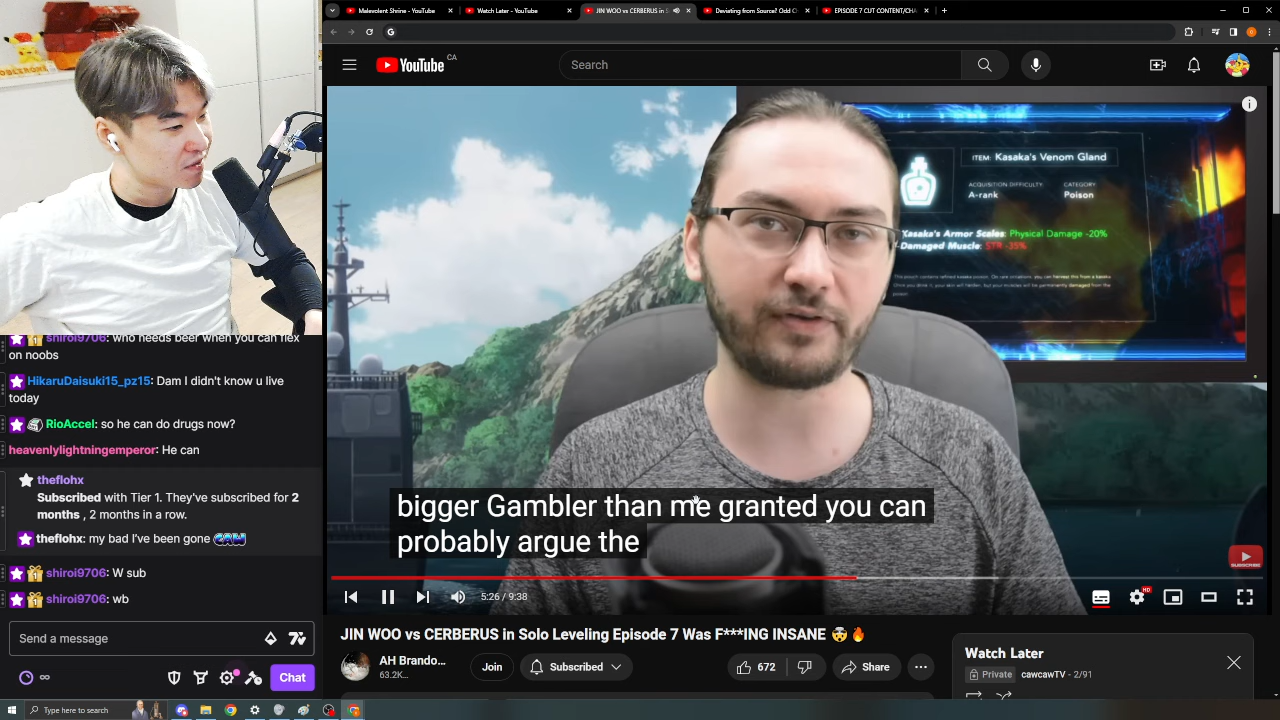 Malevolent Shrine - YouTube
Watch Later - YouTube
JIN WOO vs CERBERUS in S
Deviating from Source? Odd C
EPISODE 7 CUT CONTENT/CHA
YouTube CA
Search
ITEM: Kasaka's Venom Gland
ACQUISITION DIFFICULTY
A-rank
CATEGORY
Poison
Kasaka's Armor Scales: Physical Damage -20%
Damaged Muscle: STR -35%
bigger Gambler than me granted you can
probably argue the
SUBSCRIBE
5:26 / 9:38
HD
JIN WOO vs CERBERUS in Solo Leveling Episode 7 Was F***ING INSANE 🤯🔥
AH Brando...
63.2K...
Join
Subscribed
672
Share
Watch Later
Private
cawcawTV - 2/91
shiroi9706: who needs beer when you can flex
on noobs
HikaruDaisuki15_pz15: Dam I didn't know u live
today
RioAccel: so he can do drugs now?
heavenlylightningemperor: He can
theflohx
Subscribed with Tier 1. They've subscribed for 2
months , 2 months in a row.
theflohx: my bad I've been gone CAW
shiroi9706: W sub
shiroi9706: wb
Send a message
Chat
Type here to search